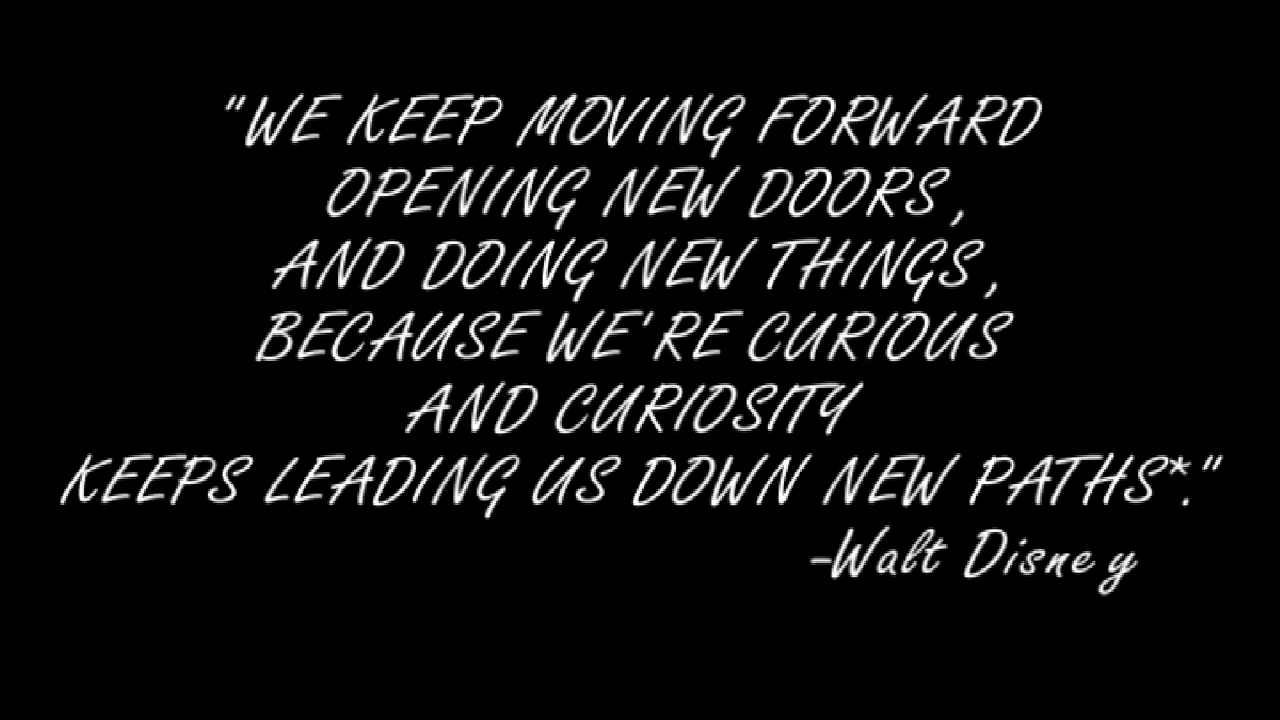 "WE KEEP MOVING FORWARD
OPENING NEW DOORS,
AND DOING NEW THINGS,
BECAUSE WE'RE CURIOUS
AND CURIOSITY
KEEPS LEADING US DOWN NEW PATHS*."
-Walt Disney